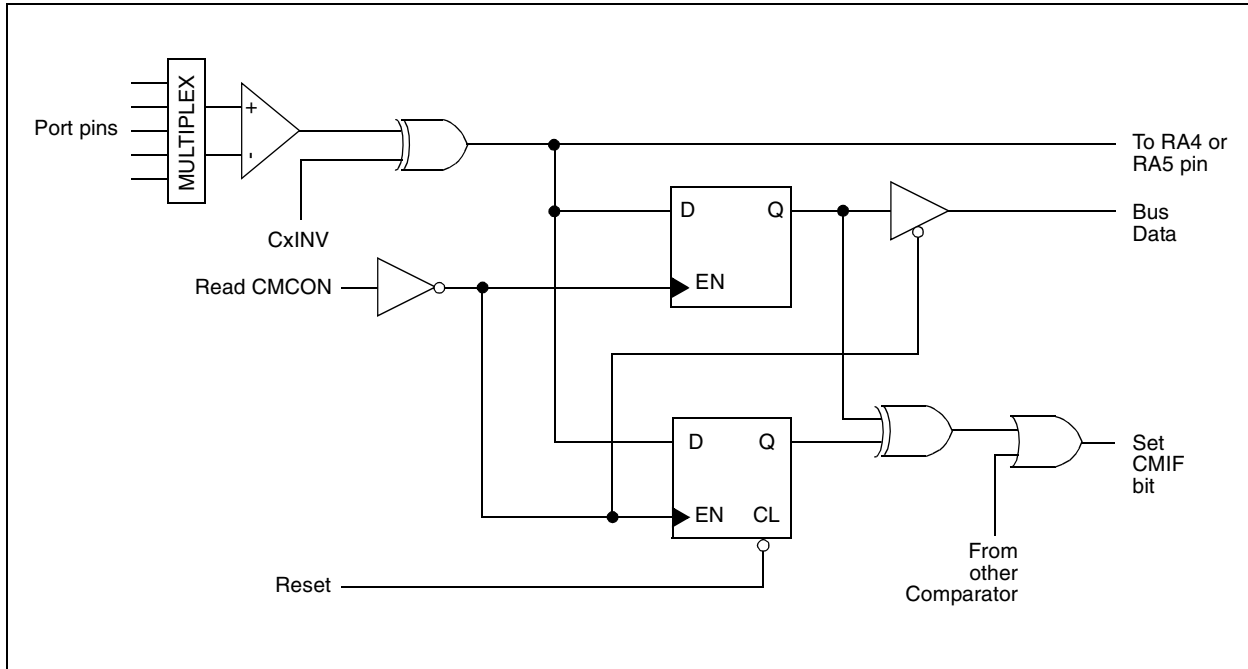 Port pins
MULTIPLEX
+
-
CxINV
To RA4 or
RA5 pin
D
Q
EN
Bus
Data
Read CMCON
D
Q
EN
CL
Set
CMIF
bit
From
other
Comparator
Reset